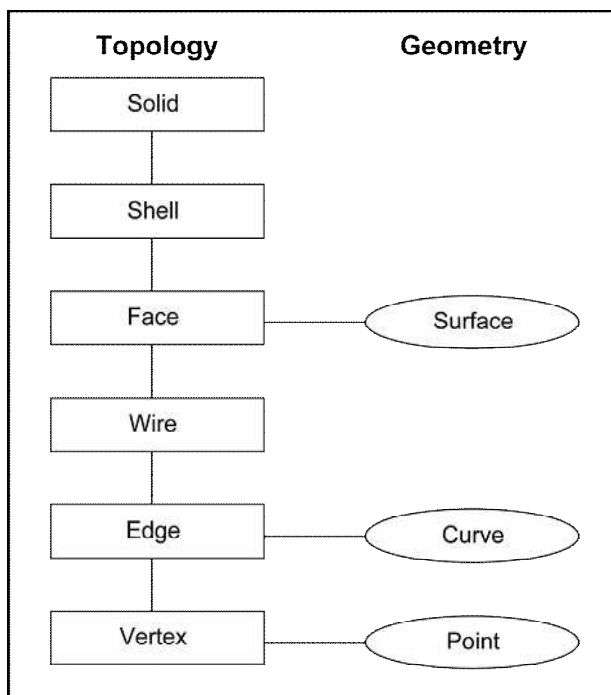 Topology Geometry
Solid
Shell
Face Surface
Wire
Edge Curve
Vertex Point